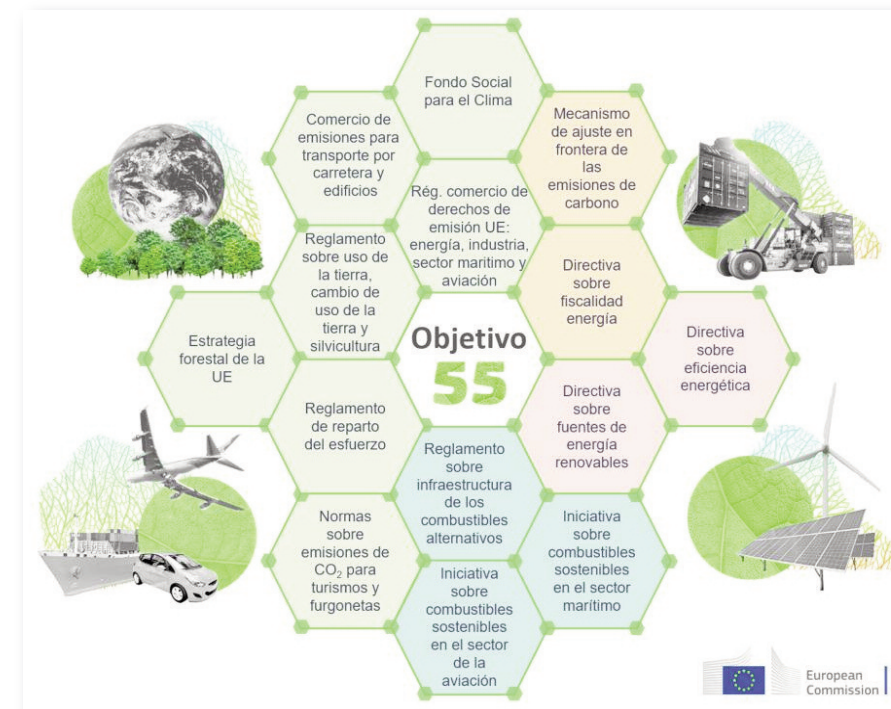 Fondo Social
para el Clima
Comercio de
emisiones para
transporte por
carretera y
edificios
Mecanismo
de ajuste en
frontera de
las
emisiones de
carbono
Rég. comercio de
derechos de
emisión UE:
energía, industria,
sector maritimo y
aviación
Reglamento
sobre uso de
la tierra,
cambio de
uso de la
tierra y
silvicultura
Directiva
sobre
fiscalidad
energía
Estrategia
forestal de la
UE
Objetivo
55
Directiva
sobre
eficiencia
energética
Reglamento
de reparto
del esfuerzo
Directiva
sobre
fuentes de
energía
renovables
Reglamento
sobre
infraestructura
de los
combustibles
alternativos
Normas
sobre
emisiones de
CO₂ para
turismos y
furgonetas
Iniciativa
sobre
combustibles
sostenibles
en el sector
marítimo
Iniciativa
sobre
combustibles
sostenibles
en el sector
de la
aviación
European
Commission